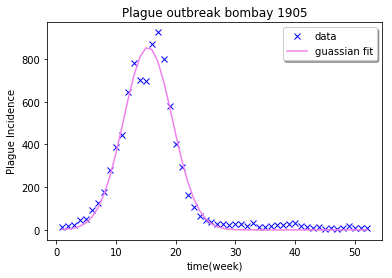 Plague outbreak bombay 1905
data
guassian fit
Plague Incidence
800
600
400
200
0
0 10 20 30 40 50
time(week)